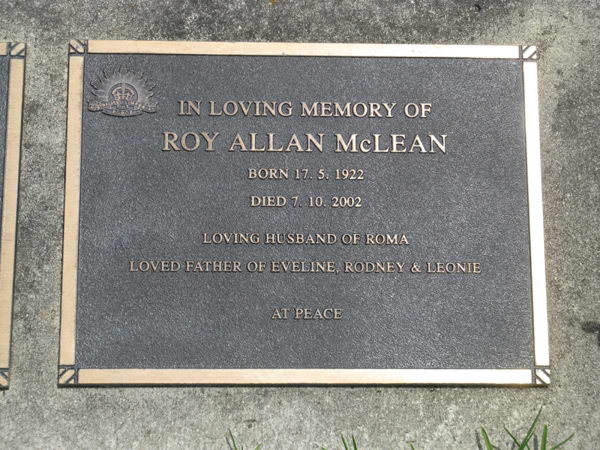 IN LOVING MEMORY OF
ROY ALLAN McLEAN
BORN 17. 5. 1922
DIED 7. 10. 2002
LOVING HUSBAND OF ROMA
LOVED FATHER OF EVELINE, RODNEY & LEONIE
AT PEACE